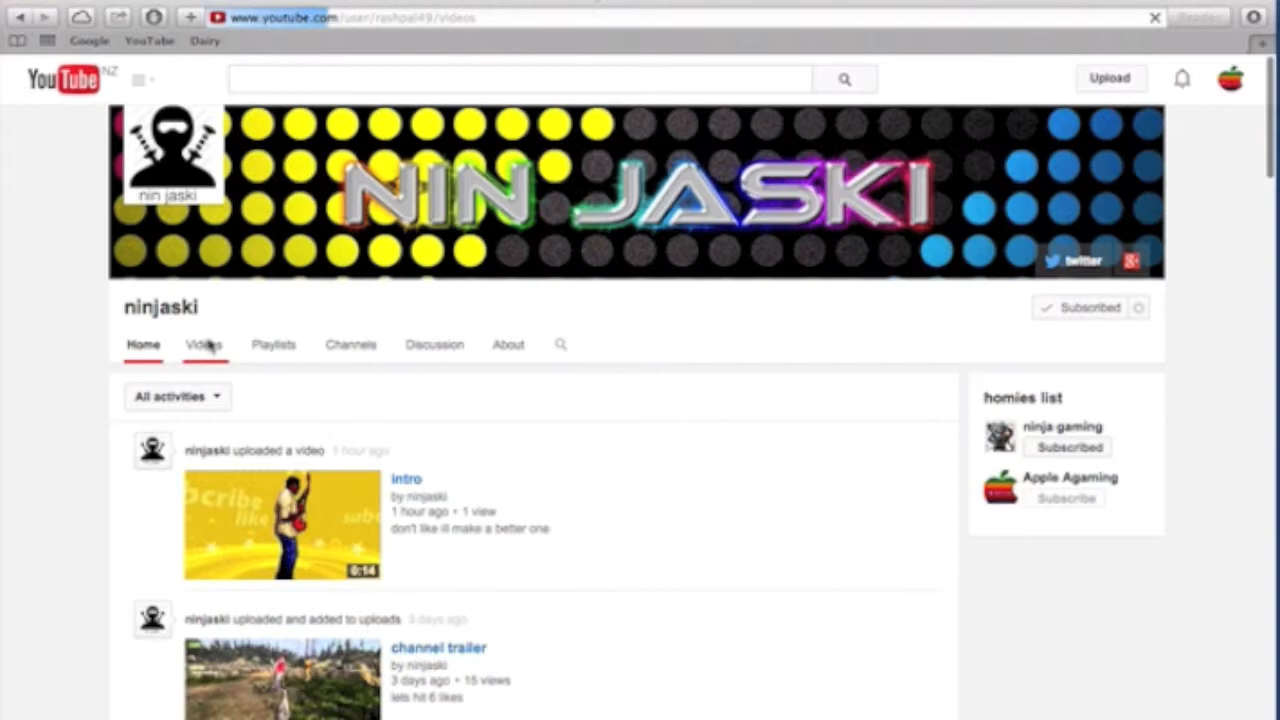 www.youtube.com/user/rashpal49/videos
Reader
Google YouTube Dairy
YouTube NZ
Upload
nin jaski
NIN JASKI
twitter
g+
ninjaski
Subscribed
Home Videos Playlists Channels Discussion About
All activities
homies list
ninja gaming
Subscribed
Apple Agaming
Subscribe
ninjaski uploaded a video 1 hour ago
intro
by ninjaski
1 hour ago • 1 view
don't like ill make a better one
subscribe
like
subs
0:14
ninjaski uploaded and added to uploads 3 days ago
channel trailer
by ninjaski
3 days ago • 15 views
lets hit 6 likes